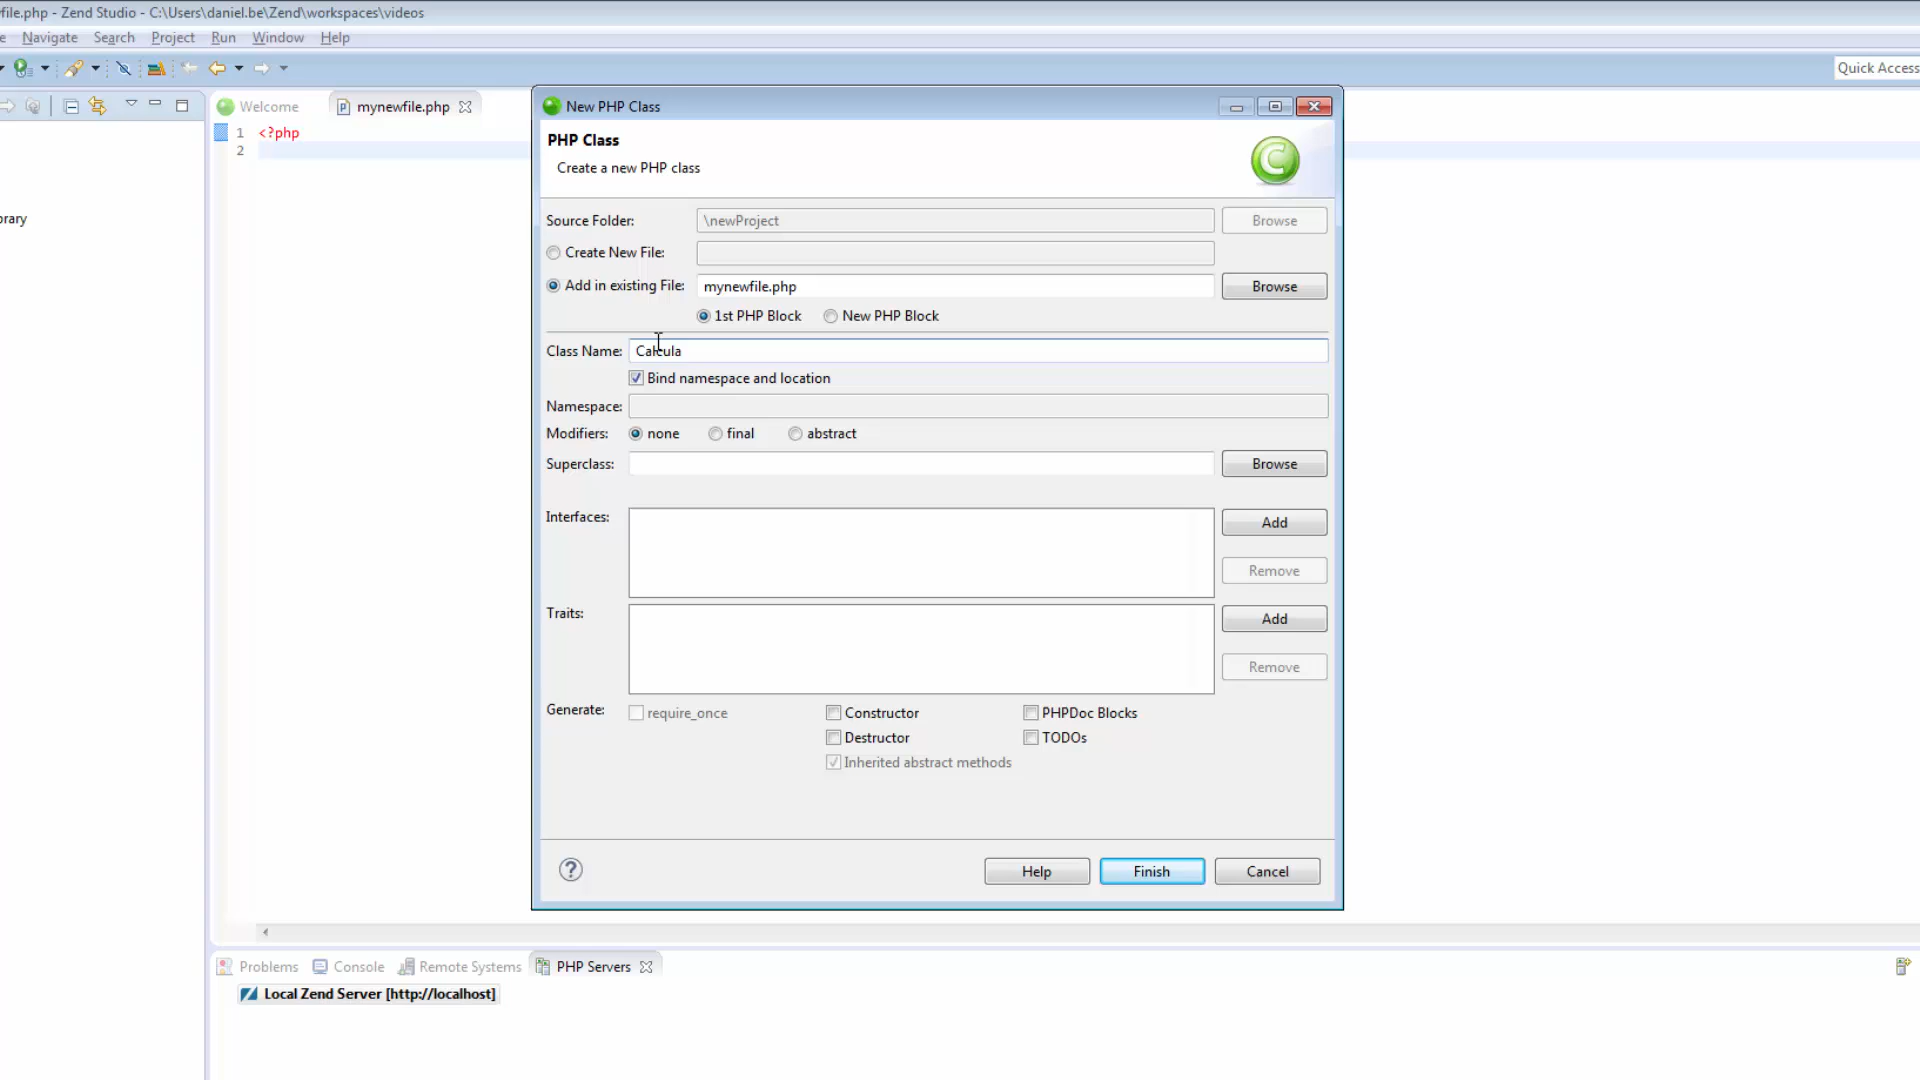 file.php - Zend Studio - C:\Users\daniel.be\Zend\workspaces\videos
e Navigate Search Project Run Window Help
Quick Access
Welcome mynewfile.php
1 <?php
2
brary
New PHP Class
PHP Class
Create a new PHP class
Source Folder: \newProject Browse
Create New File:
Add in existing File: mynewfile.php Browse
1st PHP Block New PHP Block
Class Name: Calcula
Bind namespace and location
Namespace:
Modifiers: none final abstract
Superclass: Browse
Interfaces: Add
Remove
Traits: Add
Remove
Generate: require_once Constructor PHPDoc Blocks
Destructor TODOs
Inherited abstract methods
? Help Finish Cancel
Problems Console Remote Systems PHP Servers
Local Zend Server [http://localhost]